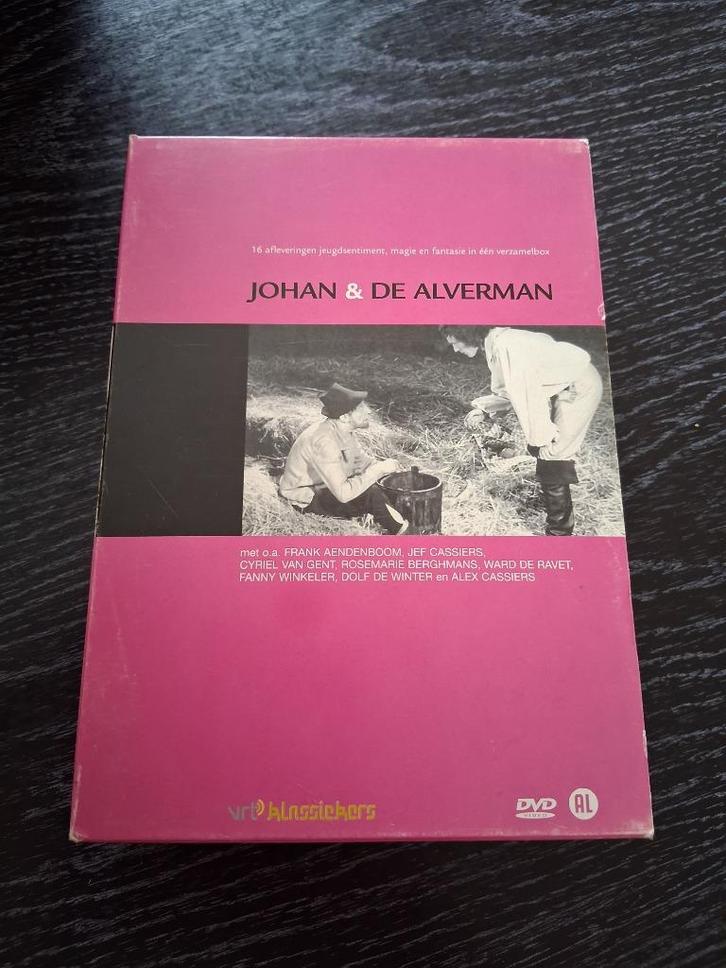 16 afleveringen jeugdsentiment, magie en fantasie in één verzamelbox
JOHAN & DE ALVERMAN
met o.a. FRANK AENDENBOOM, JEF CASSIERS,
CYRIEL VAN GENT, ROSEMARIE BERGHMANS, WARD DE RAVET,
FANNY WINKELER, DOLF DE WINTER en ALEX CASSIERS
vrt klassiekers
DVD
VIDEO
AL